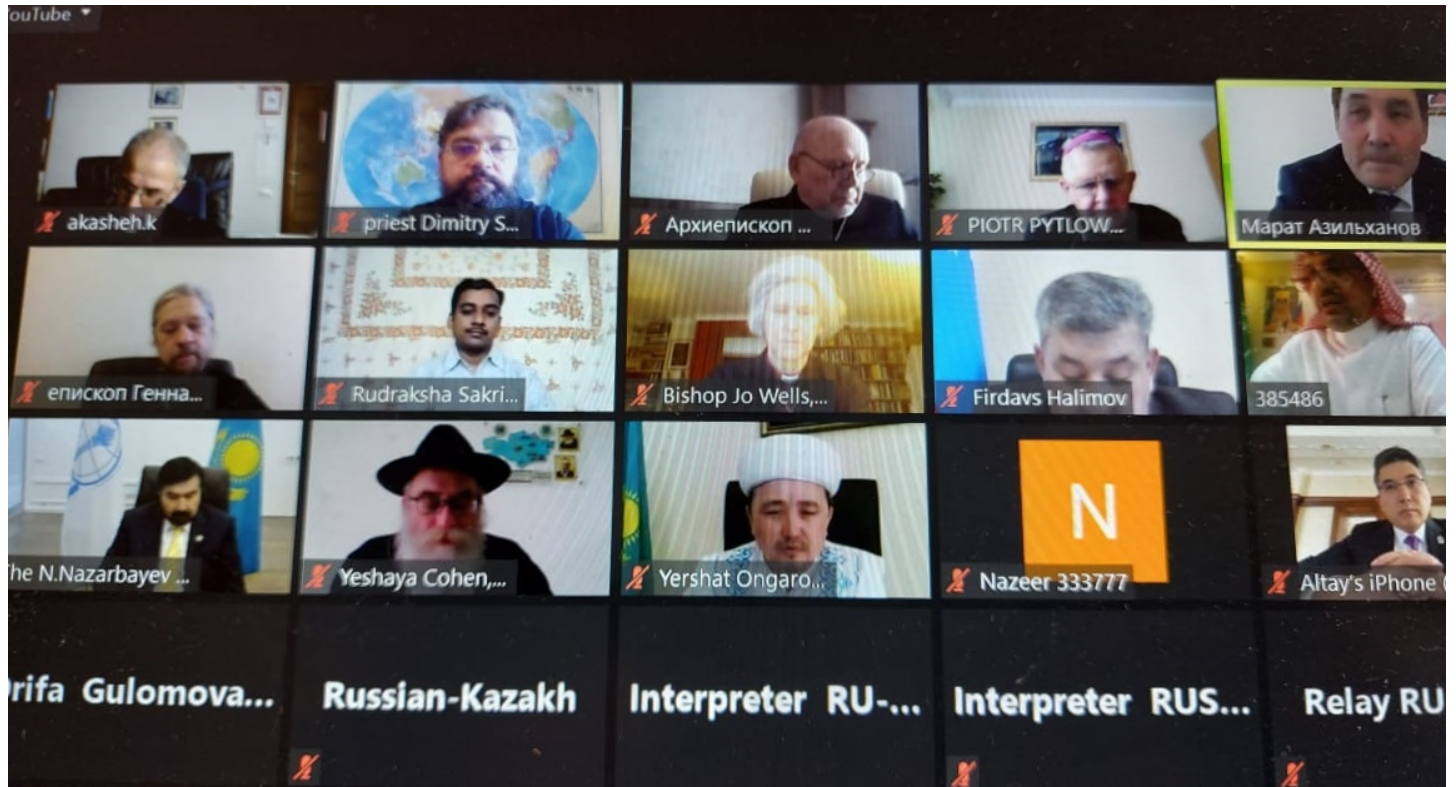 ouTube
akasheh.k
priest Dimitry S...
Архиепископ ...
PIOTR PYTLOW...
Марат Азильханов
епископ Генна...
Rudraksha Sakri...
Bishop Jo Wells,...
Firdavs Halimov
385486
The N.Nazarbayev ...
Yeshaya Cohen,...
Yershat Ongaro...
N
Nazeer 333777
Altay's iPhone (
rifa Gulomova...
Russian-Kazakh
Interpreter RU-...
Interpreter RUS...
Relay RU